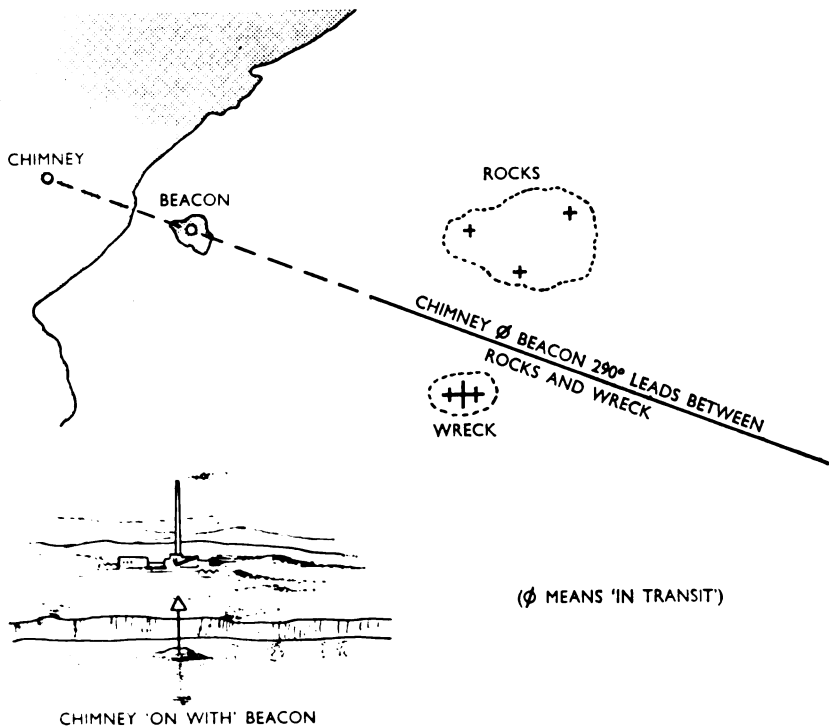 CHIMNEY
BEACON
ROCKS
CHIMNEY ϕ BEACON 290° LEADS BETWEEN
ROCKS AND WRECK
WRECK
(ϕ MEANS 'IN TRANSIT')
CHIMNEY 'ON WITH' BEACON